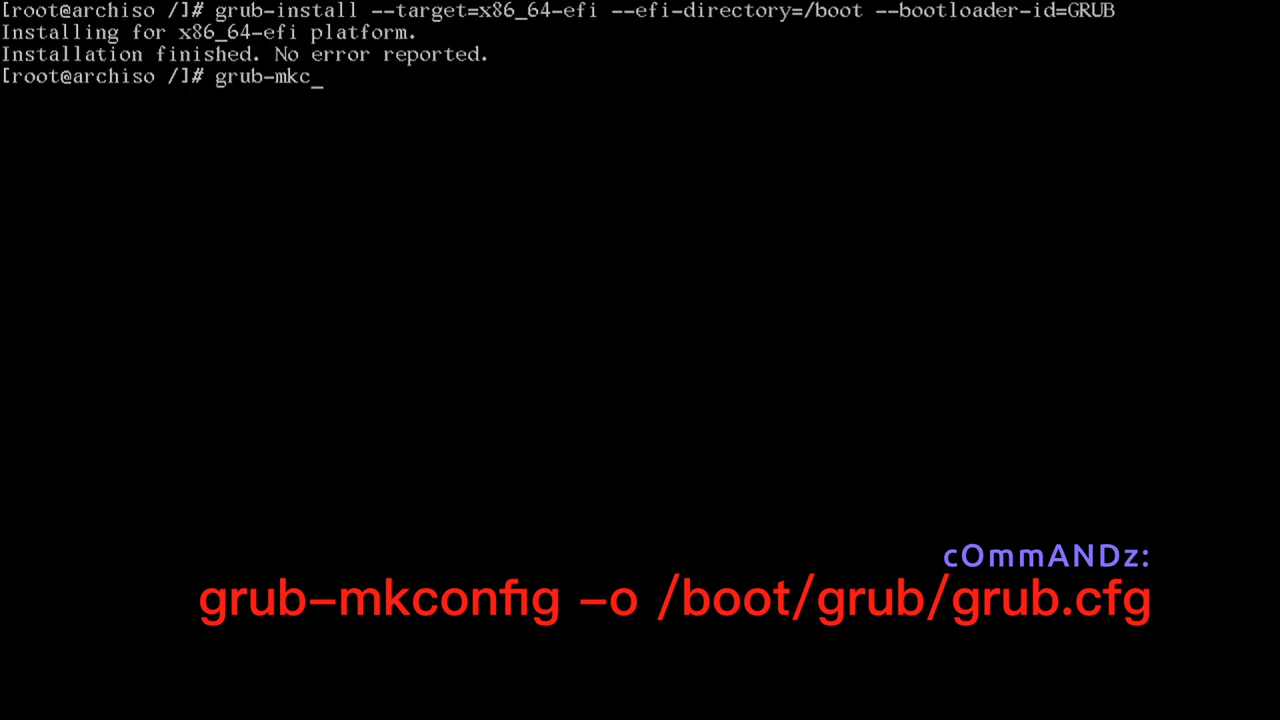 [root@archiso /]# grub-install --target=x86_64-efi --efi-directory=/boot --bootloader-id=GRUB
Installing for x86_64-efi platform.
Installation finished. No error reported.
[root@archiso /]# grub-mkc_
cOmmANDz:
grub-mkconfig -o /boot/grub/grub.cfg